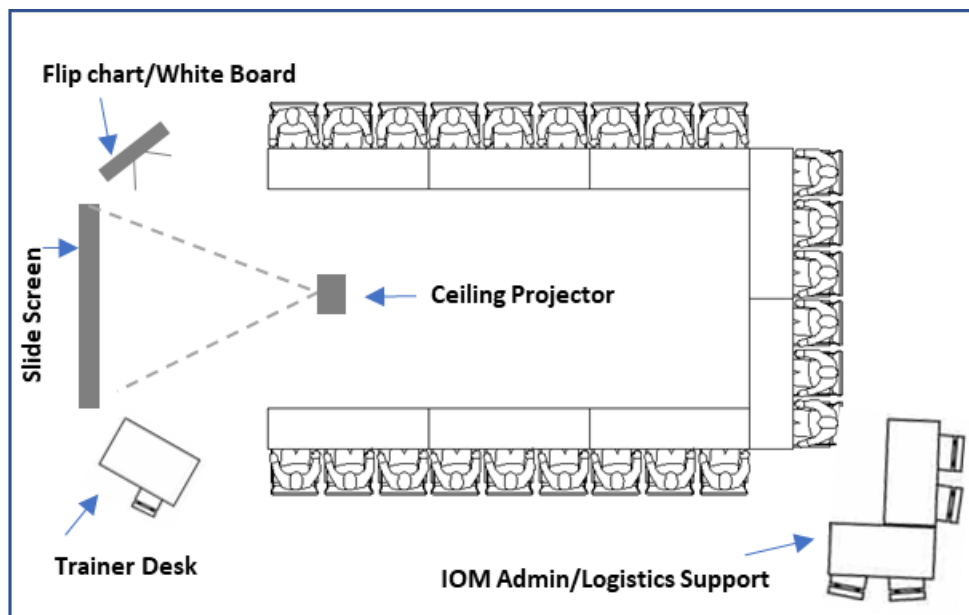 Flip chart/White Board
Slide Screen
Ceiling Projector
Trainer Desk
IOM Admin/Logistics Support